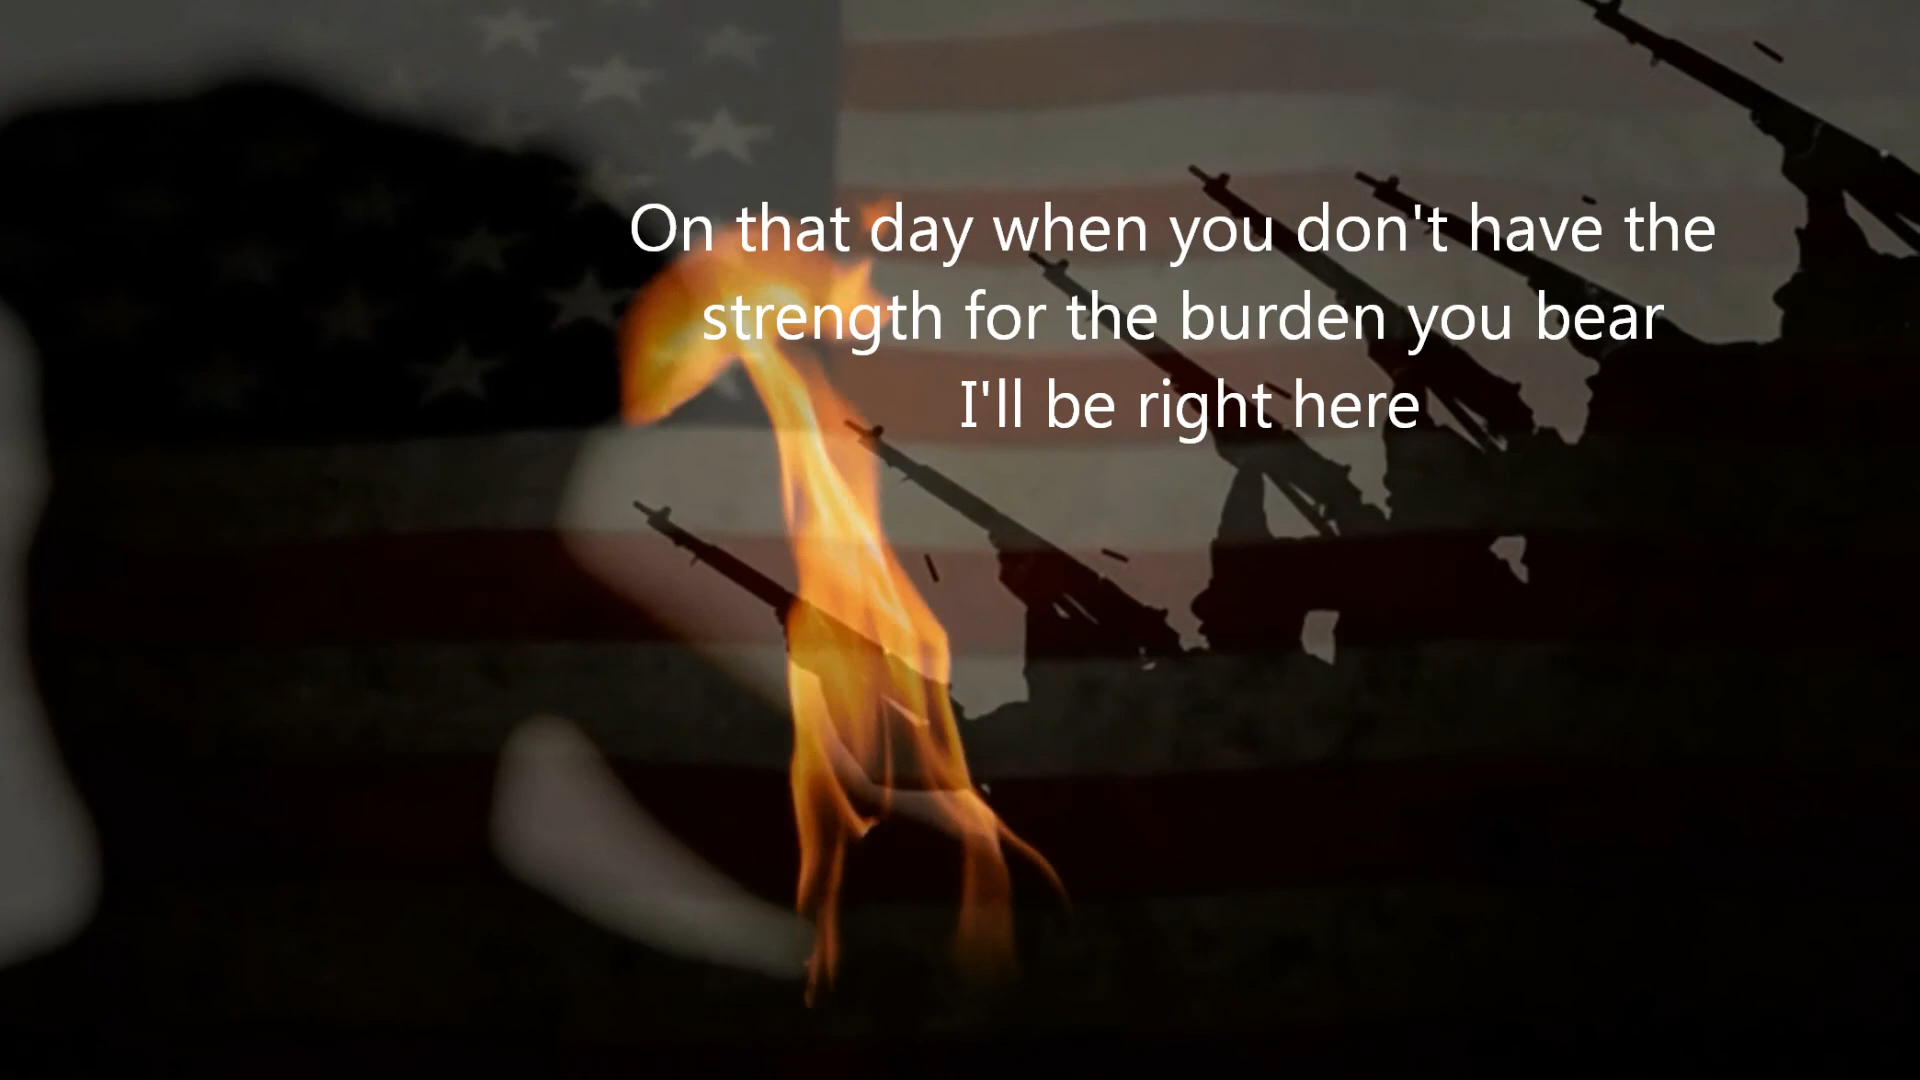 On that day when you don't have the
strength for the burden you bear
I'll be right here